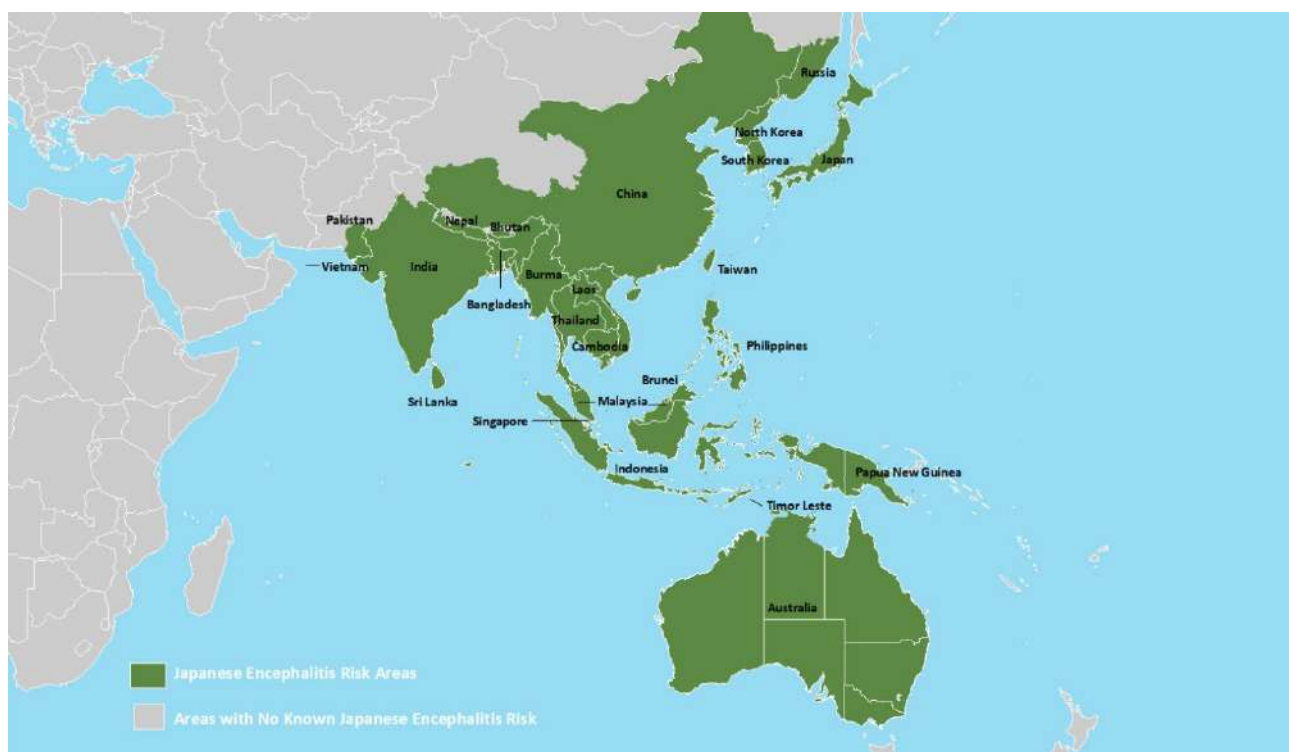 Russia
North Korea
South Korea
Japan
China
Pakistan
Nepal
Bhutan
Vietnam
India
Burma
Taiwan
Laos
Bangladesh
Thailand
Cambodia
Philippines
Brunei
Sri Lanka
Malaysia
Singapore
Indonesia
Papua New Guinea
Timor Leste
Australia
Japanese Encephalitis Risk Areas
Areas with No Known Japanese Encephalitis Risk